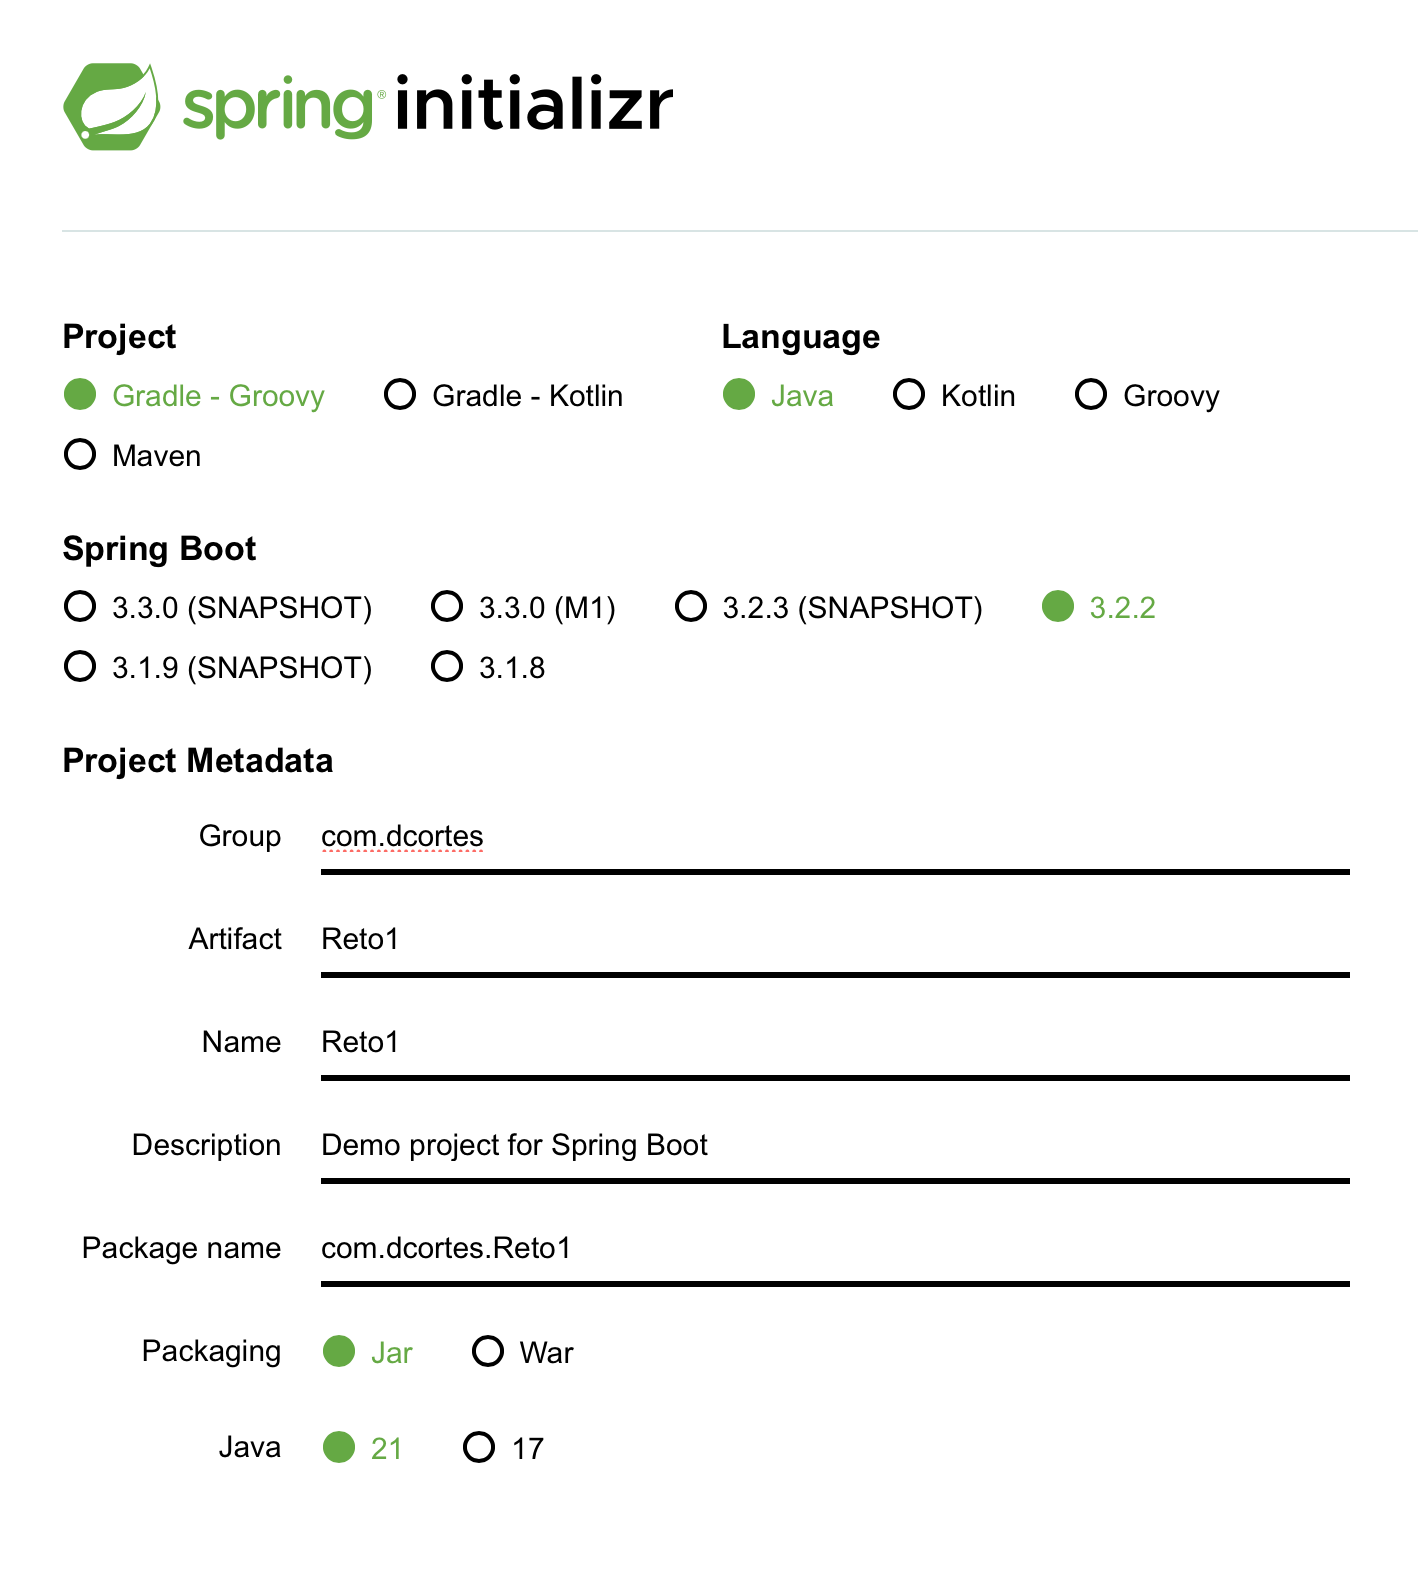 spring® initializr
Project
Gradle - Groovy Gradle - Kotlin
Maven
Language
Java Kotlin Groovy
Spring Boot
3.3.0 (SNAPSHOT) 3.3.0 (M1) 3.2.3 (SNAPSHOT) 3.2.2
3.1.9 (SNAPSHOT) 3.1.8
Project Metadata
Group com.dcortes
Artifact Reto1
Name Reto1
Description Demo project for Spring Boot
Package name com.dcortes.Reto1
Packaging Jar War
Java 21 17